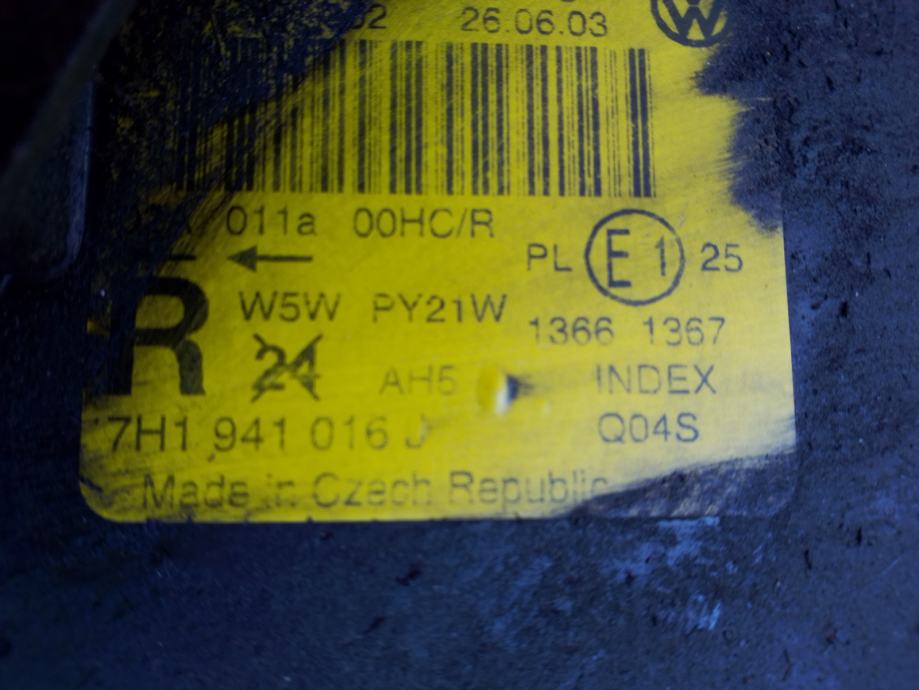 02 26.06.03
011a 00HC/R
PL E1 25
R W5W PY21W
1366 1367
24 AH5 INDEX
7H1 941 016 J Q04S
Made in Czech Republic